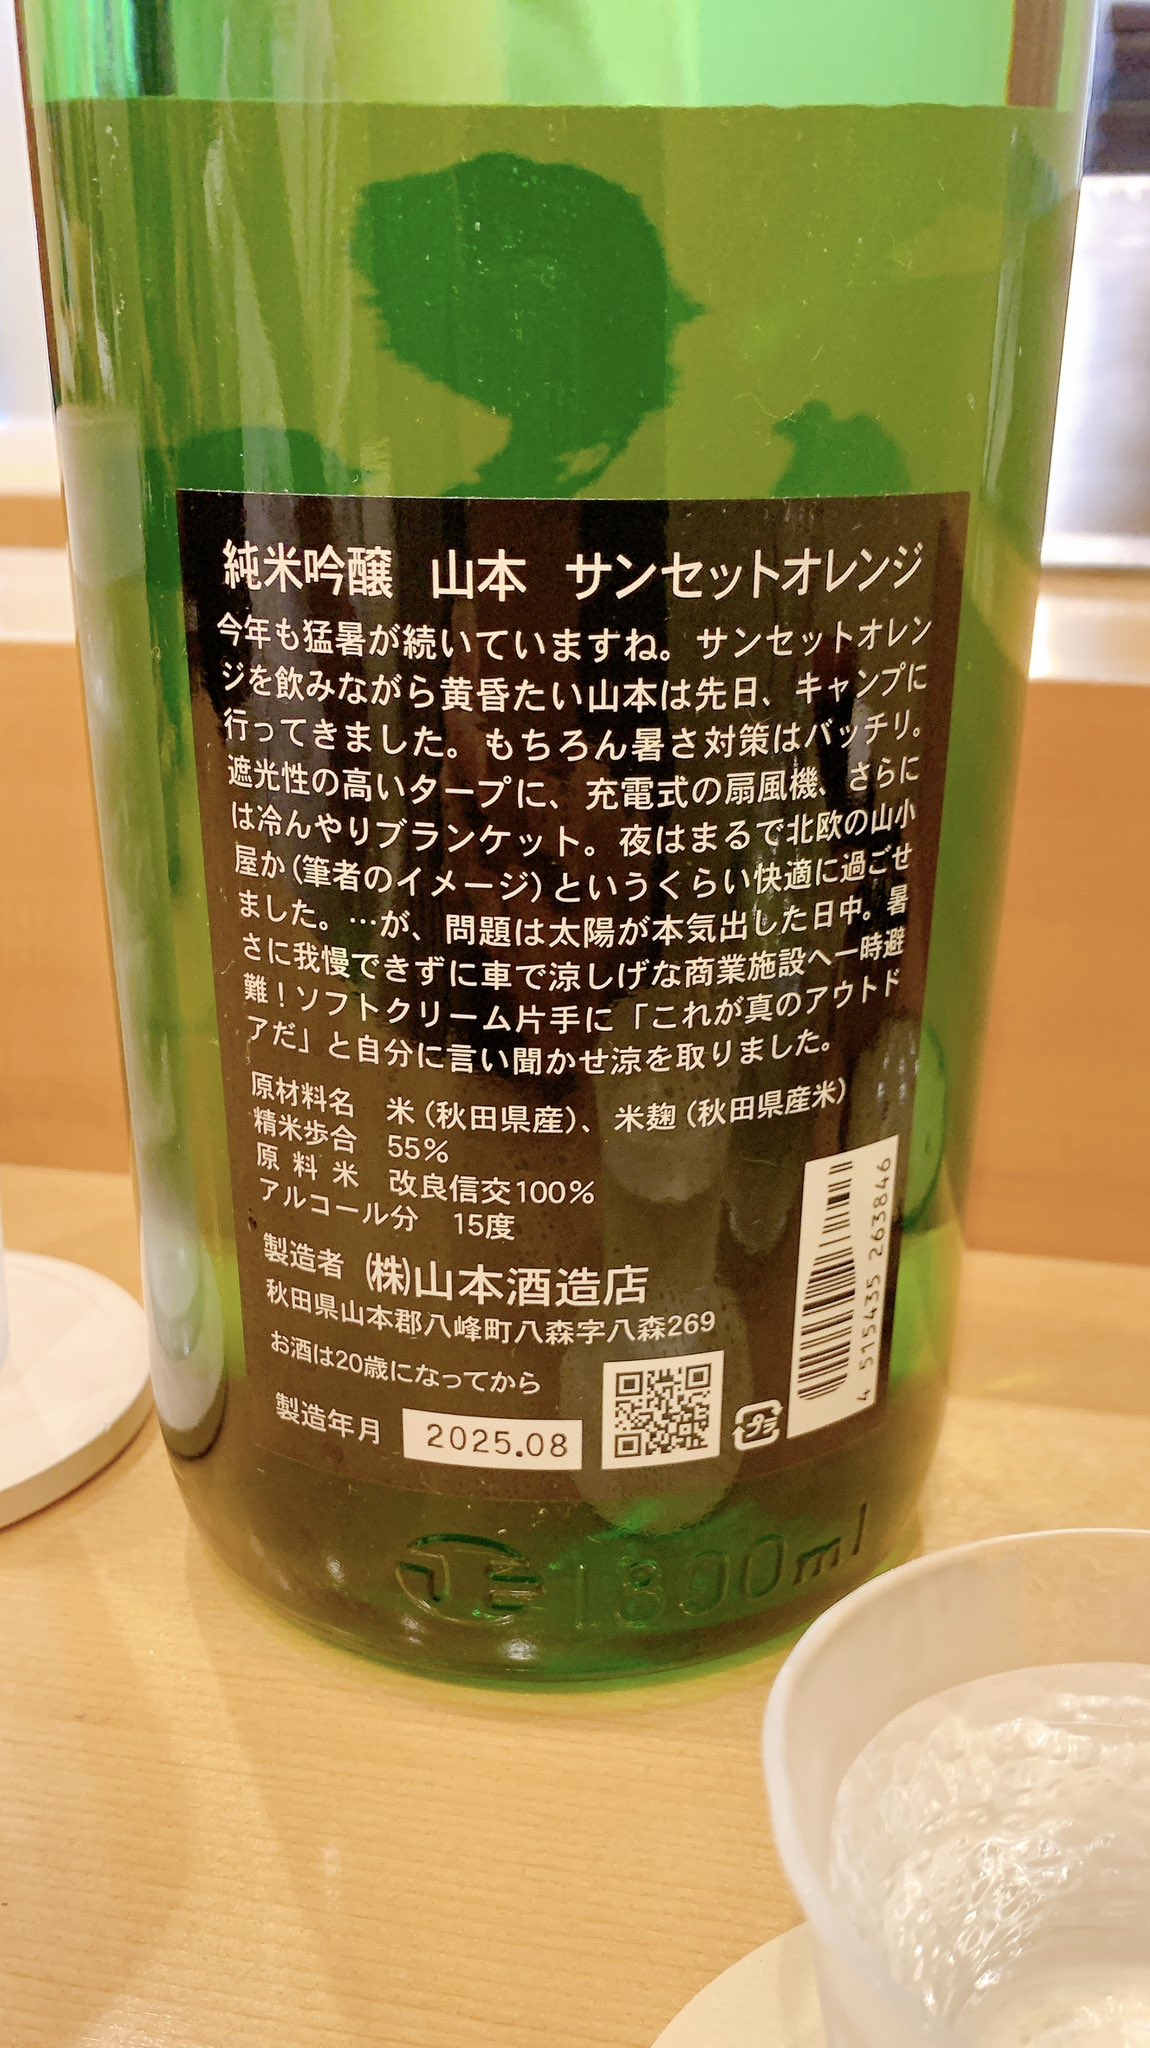 純米吟醸 山本 サンセットオレンジ
今年も猛暑が続いていますね。サンセットオレン
ジを飲みながら黄昏たい山本は先日、キャンプに
行ってきました。もちろん暑さ対策はバッチリ。
遮光性の高いタープに、充電式の扇風機、さらに
は冷んやりブランケット。夜はまるで北欧の山小
屋か（筆者のイメージ）というくらい快適に過ごせ
ました。…が、問題は太陽が本気出した日中。暑
さに我慢できずに車で涼しげな商業施設へ一時避
難！ソフトクリーム片手に「これが真のアウトド
アだ」と自分に言い聞かせ涼を取りました。
原材料名 米（秋田県産）、米麹（秋田県産米）
精米歩合 55%
原料米 改良信交100%
アルコール分 15度
製造者 ㈱山本酒造店
秋田県山本郡八峰町八森字八森269
お酒は20歳になってから
製造年月 2025.08
プラ
4 515435 263846
1.800ml